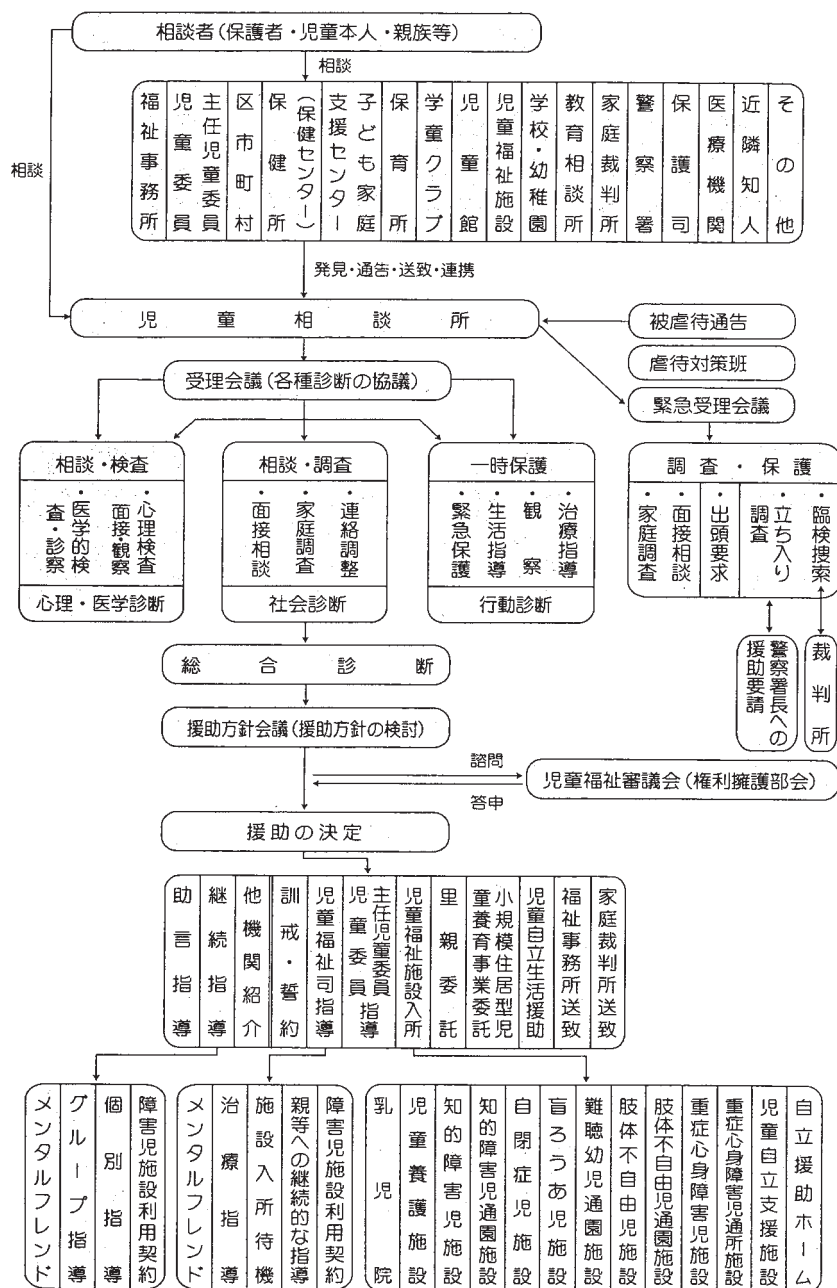 相談者(保護者・児童本人・親族等)
相談
相談
福祉事務所
児童委員
主任児童委員
区市町村
保健所
(保健センター)
支援センター
子ども家庭
保育所
学童クラブ
児童館
児童福祉施設
学校・幼稚園
教育相談所
家庭裁判所
警察署
保護司
医療機関
近隣知人
その他
発見・通告・送致・連携
児童相談所
被虐待通告
虐待対策班
緊急受理会議
受理会議(各種診断の協議)
相談・検査
・心理検査
面接・観察
・医学的検
査・診察
心理・医学診断
相談・調査
・面接相談
・家庭調査
・連絡調整
社会診断
一時保護
・緊急保護
・生活指導
・観察
・治療指導
行動診断
調査・保護
・家庭調査
・面接相談
・出頭要求
・立ち入り
調査
・臨検捜索
警察署長への
援助要請
裁判所
総合診断
援助方針会議(援助方針の検討)
諮問
答申
児童福祉審議会(権利擁護部会)
援助の決定
助言指導
継続指導
他機関紹介
訓戒・誓約
児童福祉司指導
主任児童委員
児童委員指導
児童福祉施設入所
里親委託
小規模住居型児
童養育事業委託
児童自立生活援助
福祉事務所送致
家庭裁判所送致
メンタルフレンド
グループ指導
個別指導
障害児施設利用契約
メンタルフレンド
治療指導
施設入所待機
親等への継続的な指導
障害児施設利用契約
乳児院
児童養護施設
知的障害児施設
知的障害児通園施設
自閉症児施設
盲ろうあ児施設
難聴幼児通園施設
肢体不自由児施設
肢体不自由児通園施設
重症心身障害児施設
重症心身障害児通所施設
児童自立支援施設
自立援助ホーム